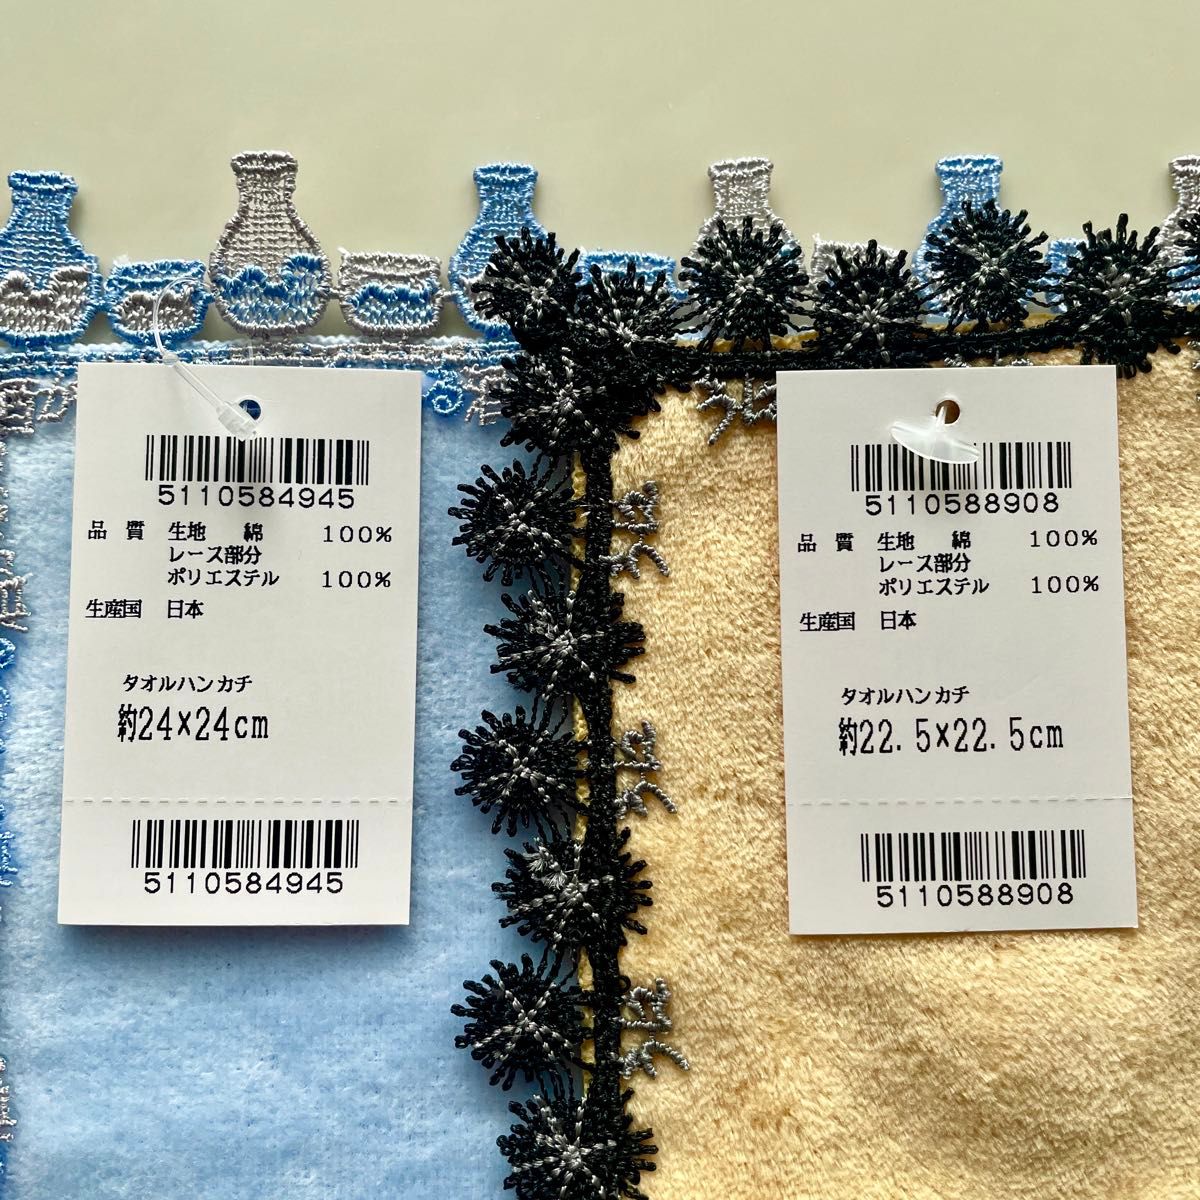 5110584945
品 質 生地 綿 100%
レース部分
ポリエステル 100%
生産国 日本
タオルハンカチ
約24×24cm
5110584945
5110588908
品 質 生地 綿 100%
レース部分
ポリエステル 100%
生産国 日本
タオルハンカチ
約22.5×22.5cm
5110588908